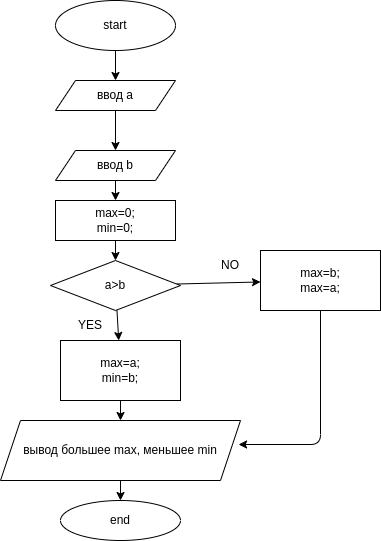 start
ввод a
ввод b
max=0;
min=0;
a>b
NO
max=b;
max=a;
YES
max=a;
min=b;
вывод большее max, меньшее min
end